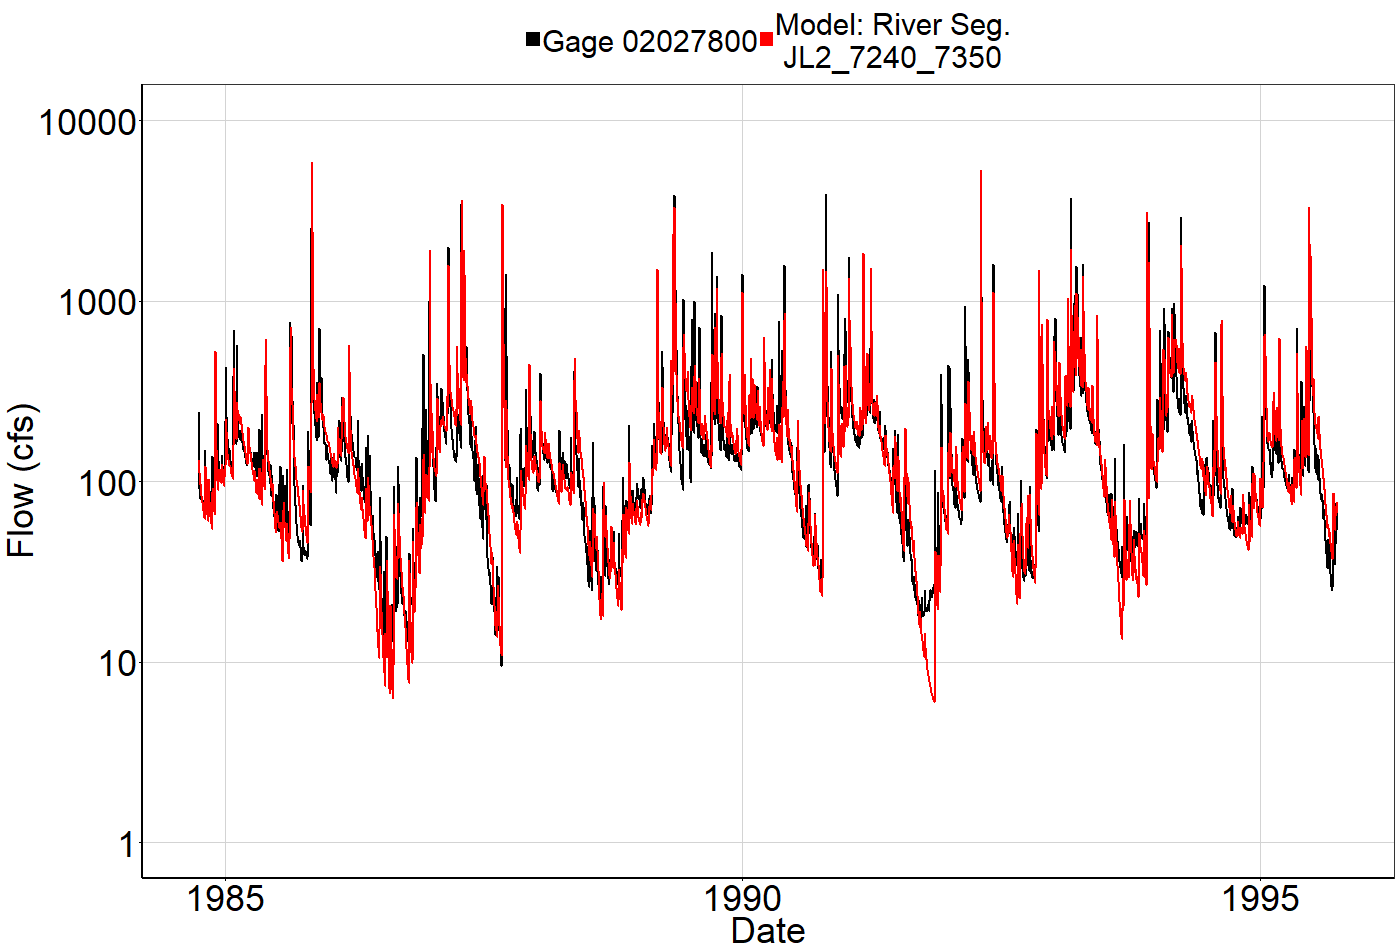 Gage 02027800
Model: River Seg.
JL2_7240_7350
Flow (cfs)
10000
1000
100
10
1
1985 1990 1995
Date